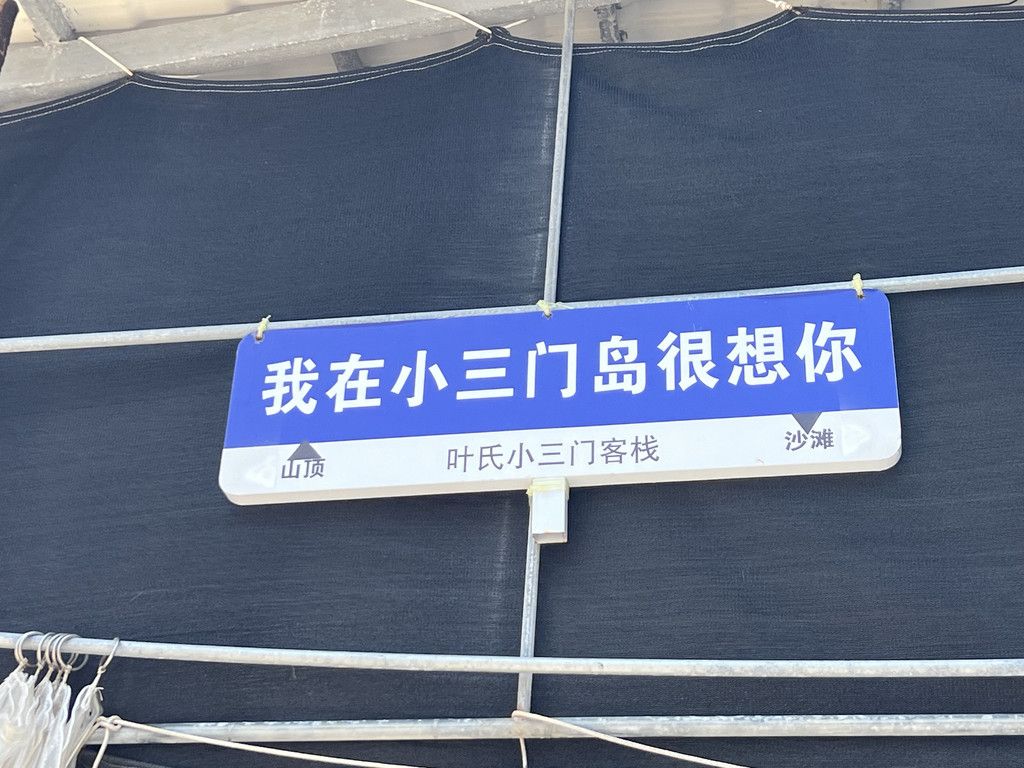 我在小三门岛很想你
山顶
叶氏小三门客栈
沙滩